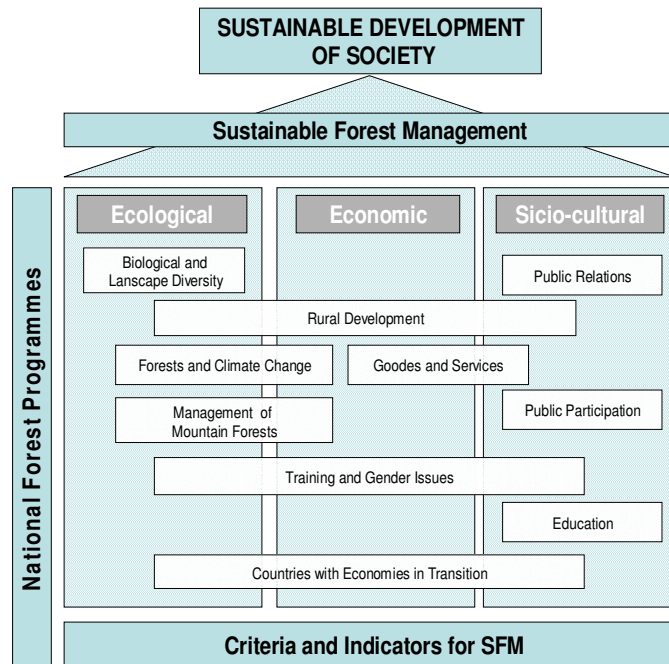 SUSTAINABLE DEVELOPMENT
OF SOCIETY
Sustainable Forest Management
National Forest Programmes
Ecological
Economic
Sicio-cultural
Biological and
Lanscape Diversity
Public Relations
Rural Development
Forests and Climate Change
Goodes and Services
Management of
Mountain Forests
Public Participation
Training and Gender Issues
Education
Countries with Economies in Transition
Criteria and Indicators for SFM